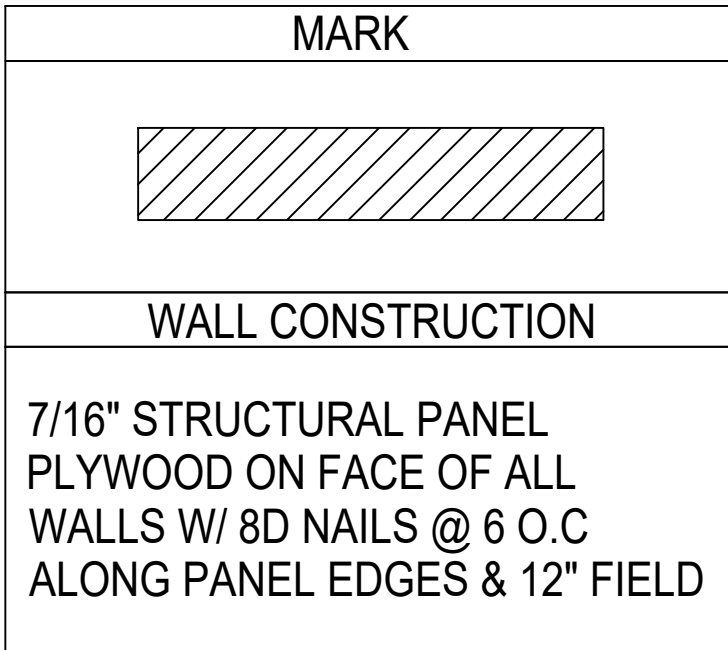 MARK
WALL CONSTRUCTION
7/16" STRUCTURAL PANEL
PLYWOOD ON FACE OF ALL
WALLS W/ 8D NAILS @ 6 O.C
ALONG PANEL EDGES & 12" FIELD